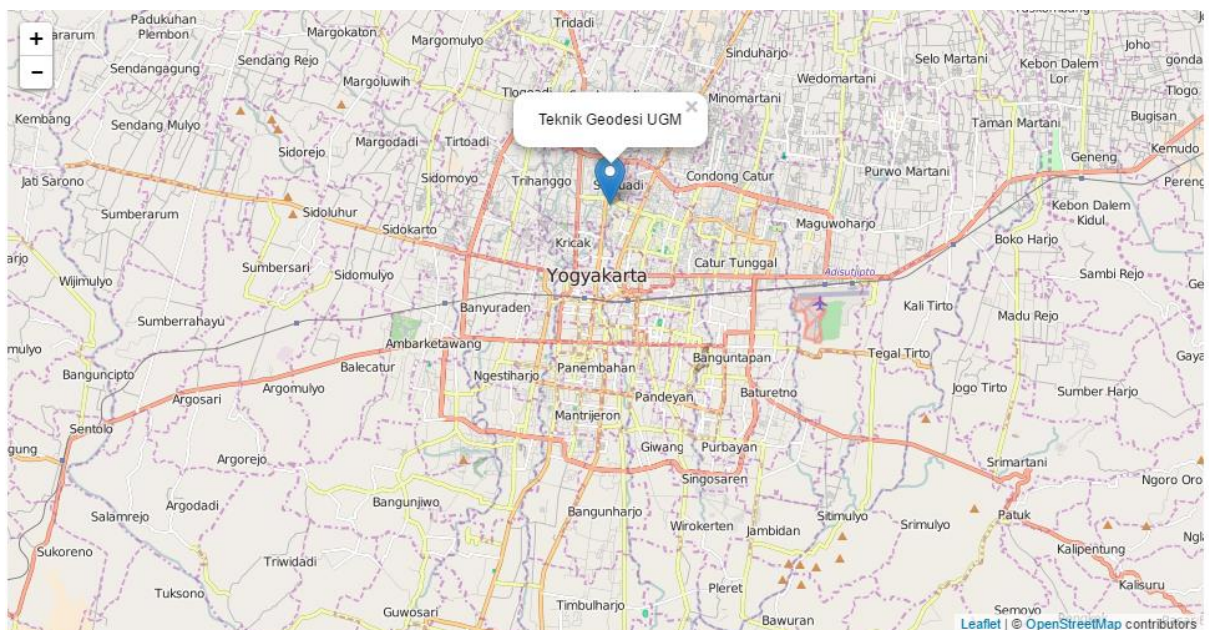 Padukuhan
Plembon
Tridadi
Margokaton
Margomulyo
+
−
Sendangagung
Sendang Rejo
Sinduharjo
Selo Martani
Joho
Kebon Dalem
Lor
Margoluwih
Wedomartani
Tlogo
Minomartani
Teknik Geodesi UGM
×
Kembang
Sendang Mulyo
Margodadi
Tirtoadi
Taman Martani
Bugisan
Sidorejo
Geneng
Kemudo
Jati Sarono
Sidomoyo
Trihanggo
Condong Catur
Purwo Martani
Sumberarum
Sidoluhur
Sidokarto
Kebon Dalem
Kidul
Maguwoharjo
Kricak
Boko Harjo
Wijimulyo
Sumbersari
Sidomulyo
Yogyakarta
Catur Tunggal
Adisutjipto
Sambi Rejo
Banyuraden
Kali Tirto
Madu Rejo
Sumberrahayu
Ambarketawang
Banguntapan
Tegal Tirto
Banguncipto
Balecatur
Panembahan
Ngestiharjo
Argomulyo
Argosari
Pandeyan
Baturetno
Jogo Tirto
Sumber Harjo
Mantrijeron
Sentolo
Argorejo
Giwang
Purbayan
Srimartani
Singosaren
Ngoro Oro
Argodadi
Salamrejo
Bangunjiwo
Bangunharjo
Wirokerten
Jambidan
Sitimulyo
Srimulyo
Patuk
Sukoreno
Triwidadi
Kalipentung
Tuksono
Pleret
Kalisuru
Guwosari
Timbulharjo
Bawuran
Semoyo
Leaflet | © OpenStreetMap contributors